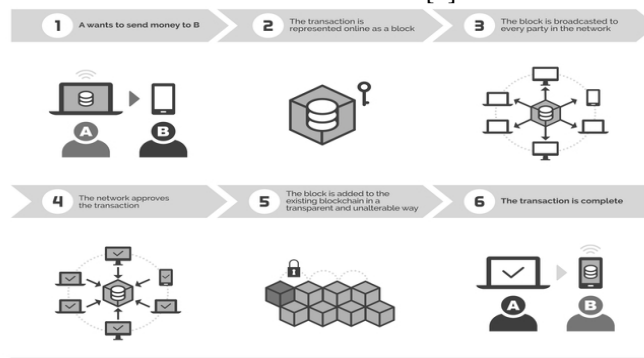 1 A wants to send money to B
2 The transaction is
represented online as a block
3 The block is broadcasted to
every party in the network
A B
4 The network approves
the transaction
5 The block is added to the
existing blockchain in a
transparent and unalterable way
6 The transaction is complete
A B